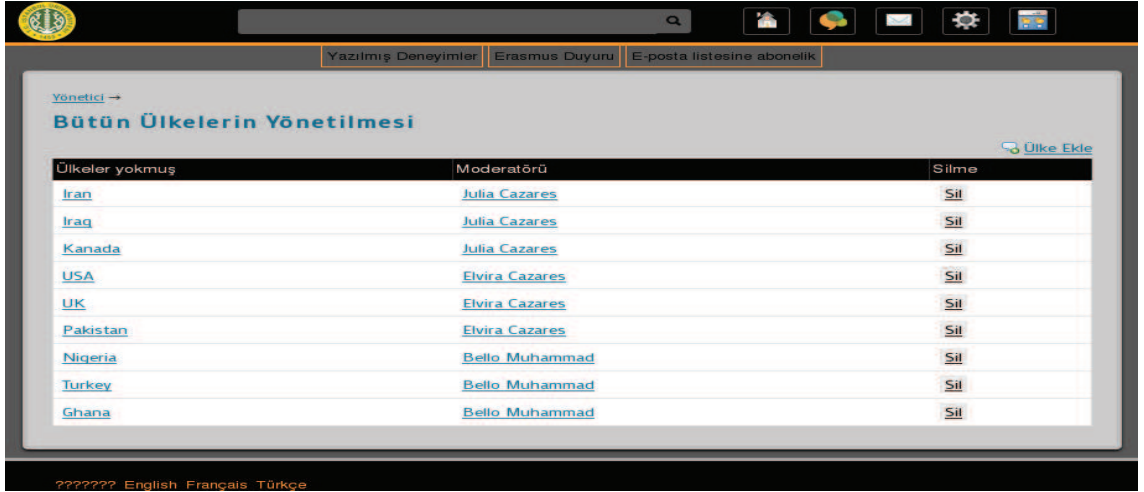 Yazılmış Deneyimler Erasmus Duyuru E-posta listesine abonelik
Yönetici →
Bütün Ülkelerin Yönetilmesi
Ülke Ekle
Ülkeler yokmuş Moderatörü Silme
Iran Julia Cazares Sil
Iraq Julia Cazares Sil
Kanada Julia Cazares Sil
USA Elvira Cazares Sil
UK Elvira Cazares Sil
Pakistan Elvira Cazares Sil
Nigeria Bello Muhammad Sil
Turkey Bello Muhammad Sil
Ghana Bello Muhammad Sil
??????? English Français Türkçe